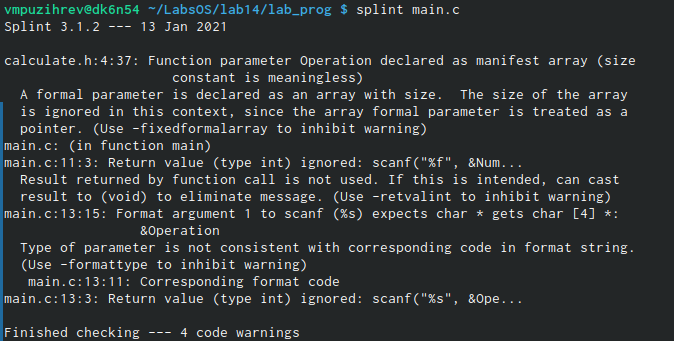 vmpuzihrev@dk6n54 ~/LabsOS/lab14/lab_prog $ splint main.c
Splint 3.1.2 --- 13 Jan 2021
calculate.h:4:37: Function parameter Operation declared as manifest array (size
constant is meaningless)
A formal parameter is declared as an array with size.  The size of the array
is ignored in this context, since the array formal parameter is treated as a
pointer. (Use -fixedformalarray to inhibit warning)
main.c: (in function main)
main.c:11:3: Return value (type int) ignored: scanf("%f", &Num...
Result returned by function call is not used. If this is intended, can cast
result to (void) to eliminate message. (Use -retvalint to inhibit warning)
main.c:13:15: Format argument 1 to scanf (%s) expects char * gets char [4] *:
&Operation
Type of parameter is not consistent with corresponding code in format string.
(Use -formattype to inhibit warning)
main.c:13:11: Corresponding format code
main.c:13:3: Return value (type int) ignored: scanf("%s", &Ope...
Finished checking --- 4 code warnings